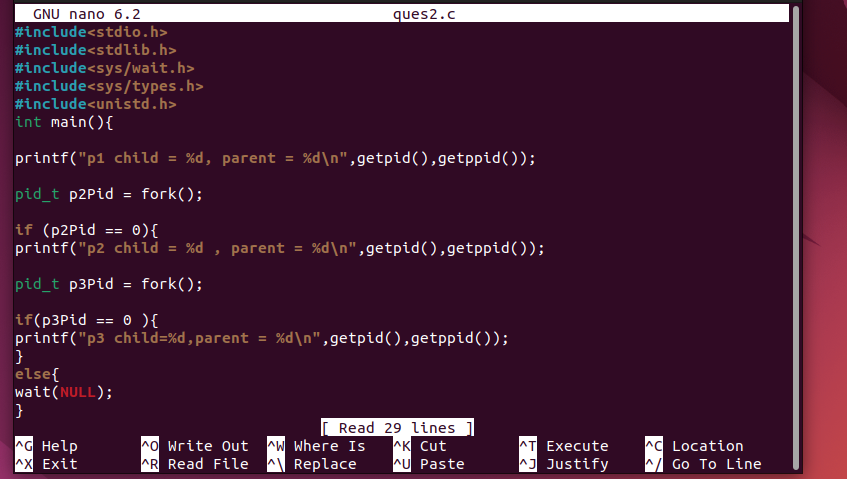 GNU nano 6.2 ques2.c
#include<stdio.h>
#include<stdlib.h>
#include<sys/wait.h>
#include<sys/types.h>
#include<unistd.h>
int main(){
printf("p1 child = %d, parent = %d\n",getpid(),getppid());
pid_t p2Pid = fork();
if (p2Pid == 0){
printf("p2 child = %d , parent = %d\n",getpid(),getppid());
pid_t p3Pid = fork();
if(p3Pid == 0 ){
printf("p3 child=%d,parent = %d\n",getpid(),getppid());
}
else{
wait(NULL);
}
[ Read 29 lines ]
^G Help ^O Write Out ^W Where Is ^K Cut ^T Execute ^C Location
^X Exit ^R Read File ^\ Replace ^U Paste ^J Justify ^/ Go To Line